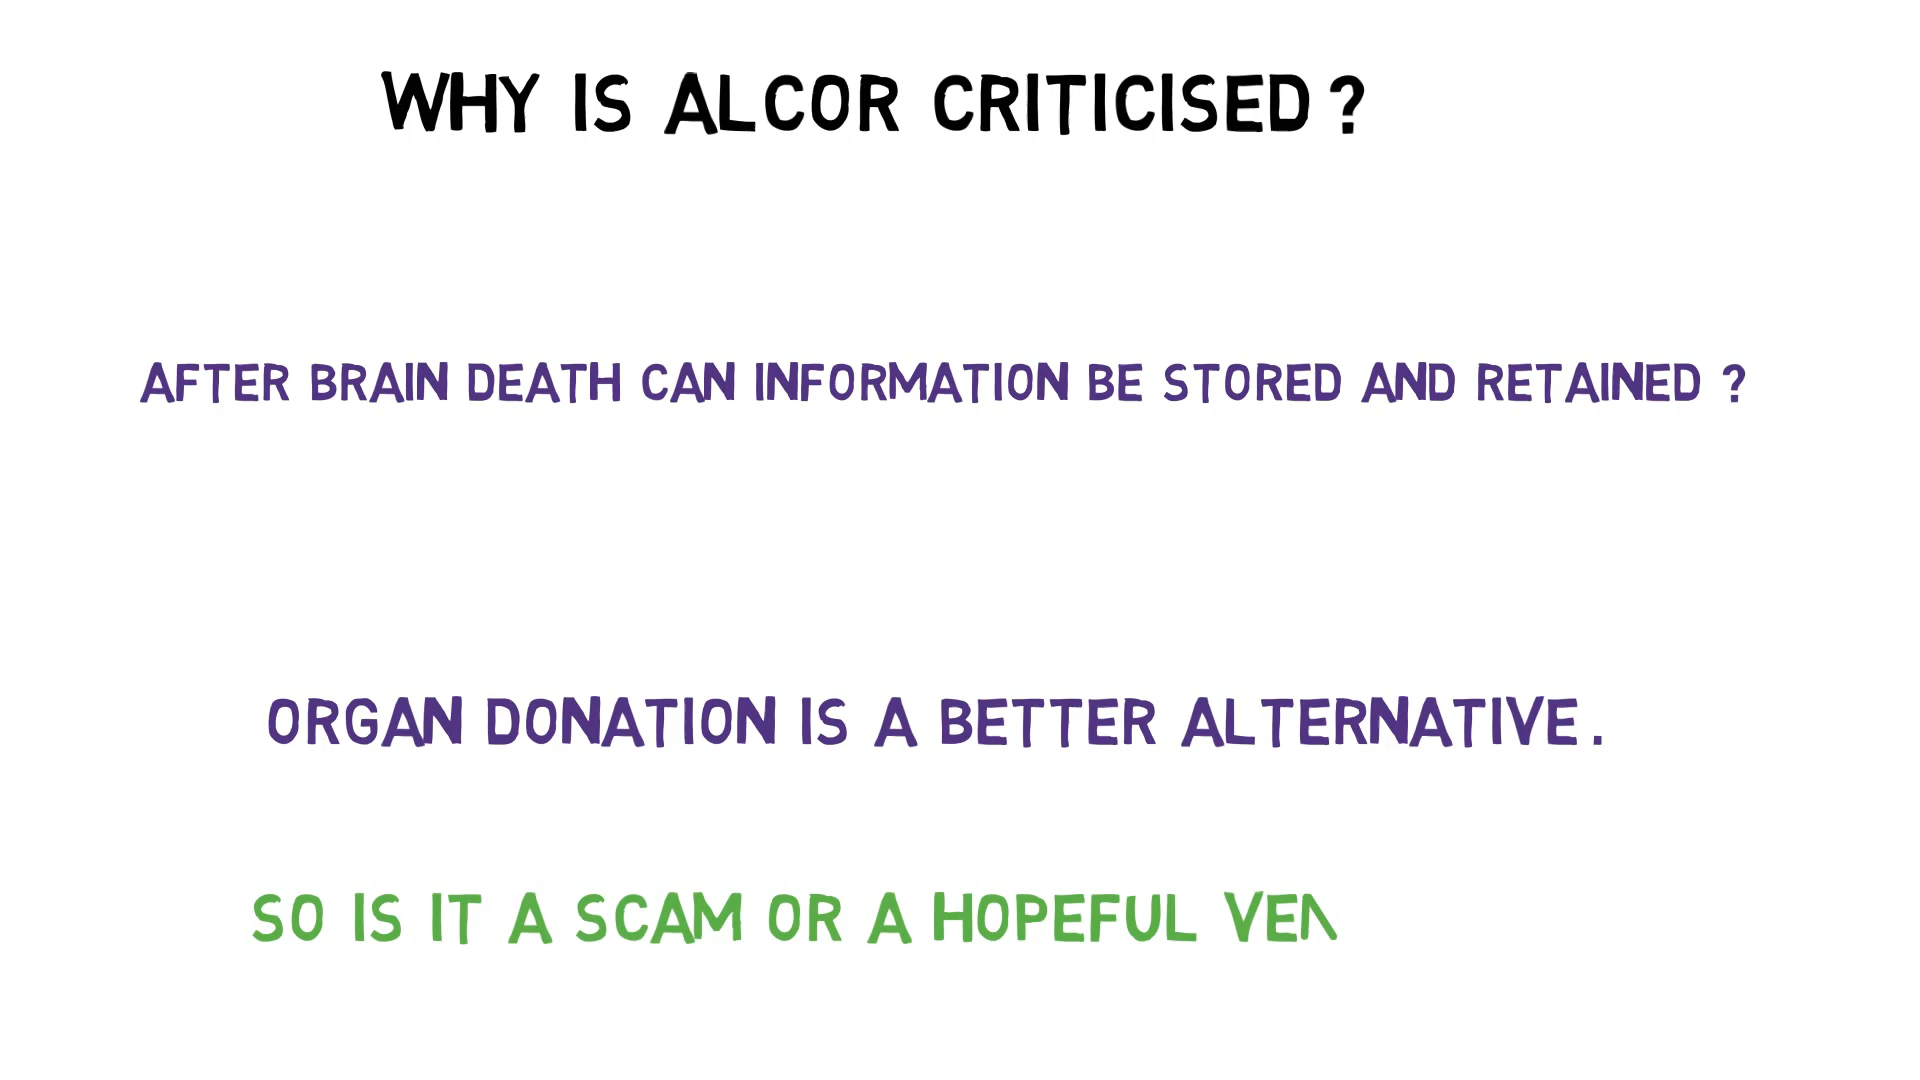 WHY IS ALCOR CRITICISED ?
AFTER BRAIN DEATH CAN INFORMATION BE STORED AND RETAINED ?
ORGAN DONATION IS A BETTER ALTERNATIVE .
SO IS IT A SCAM OR A HOPEFUL